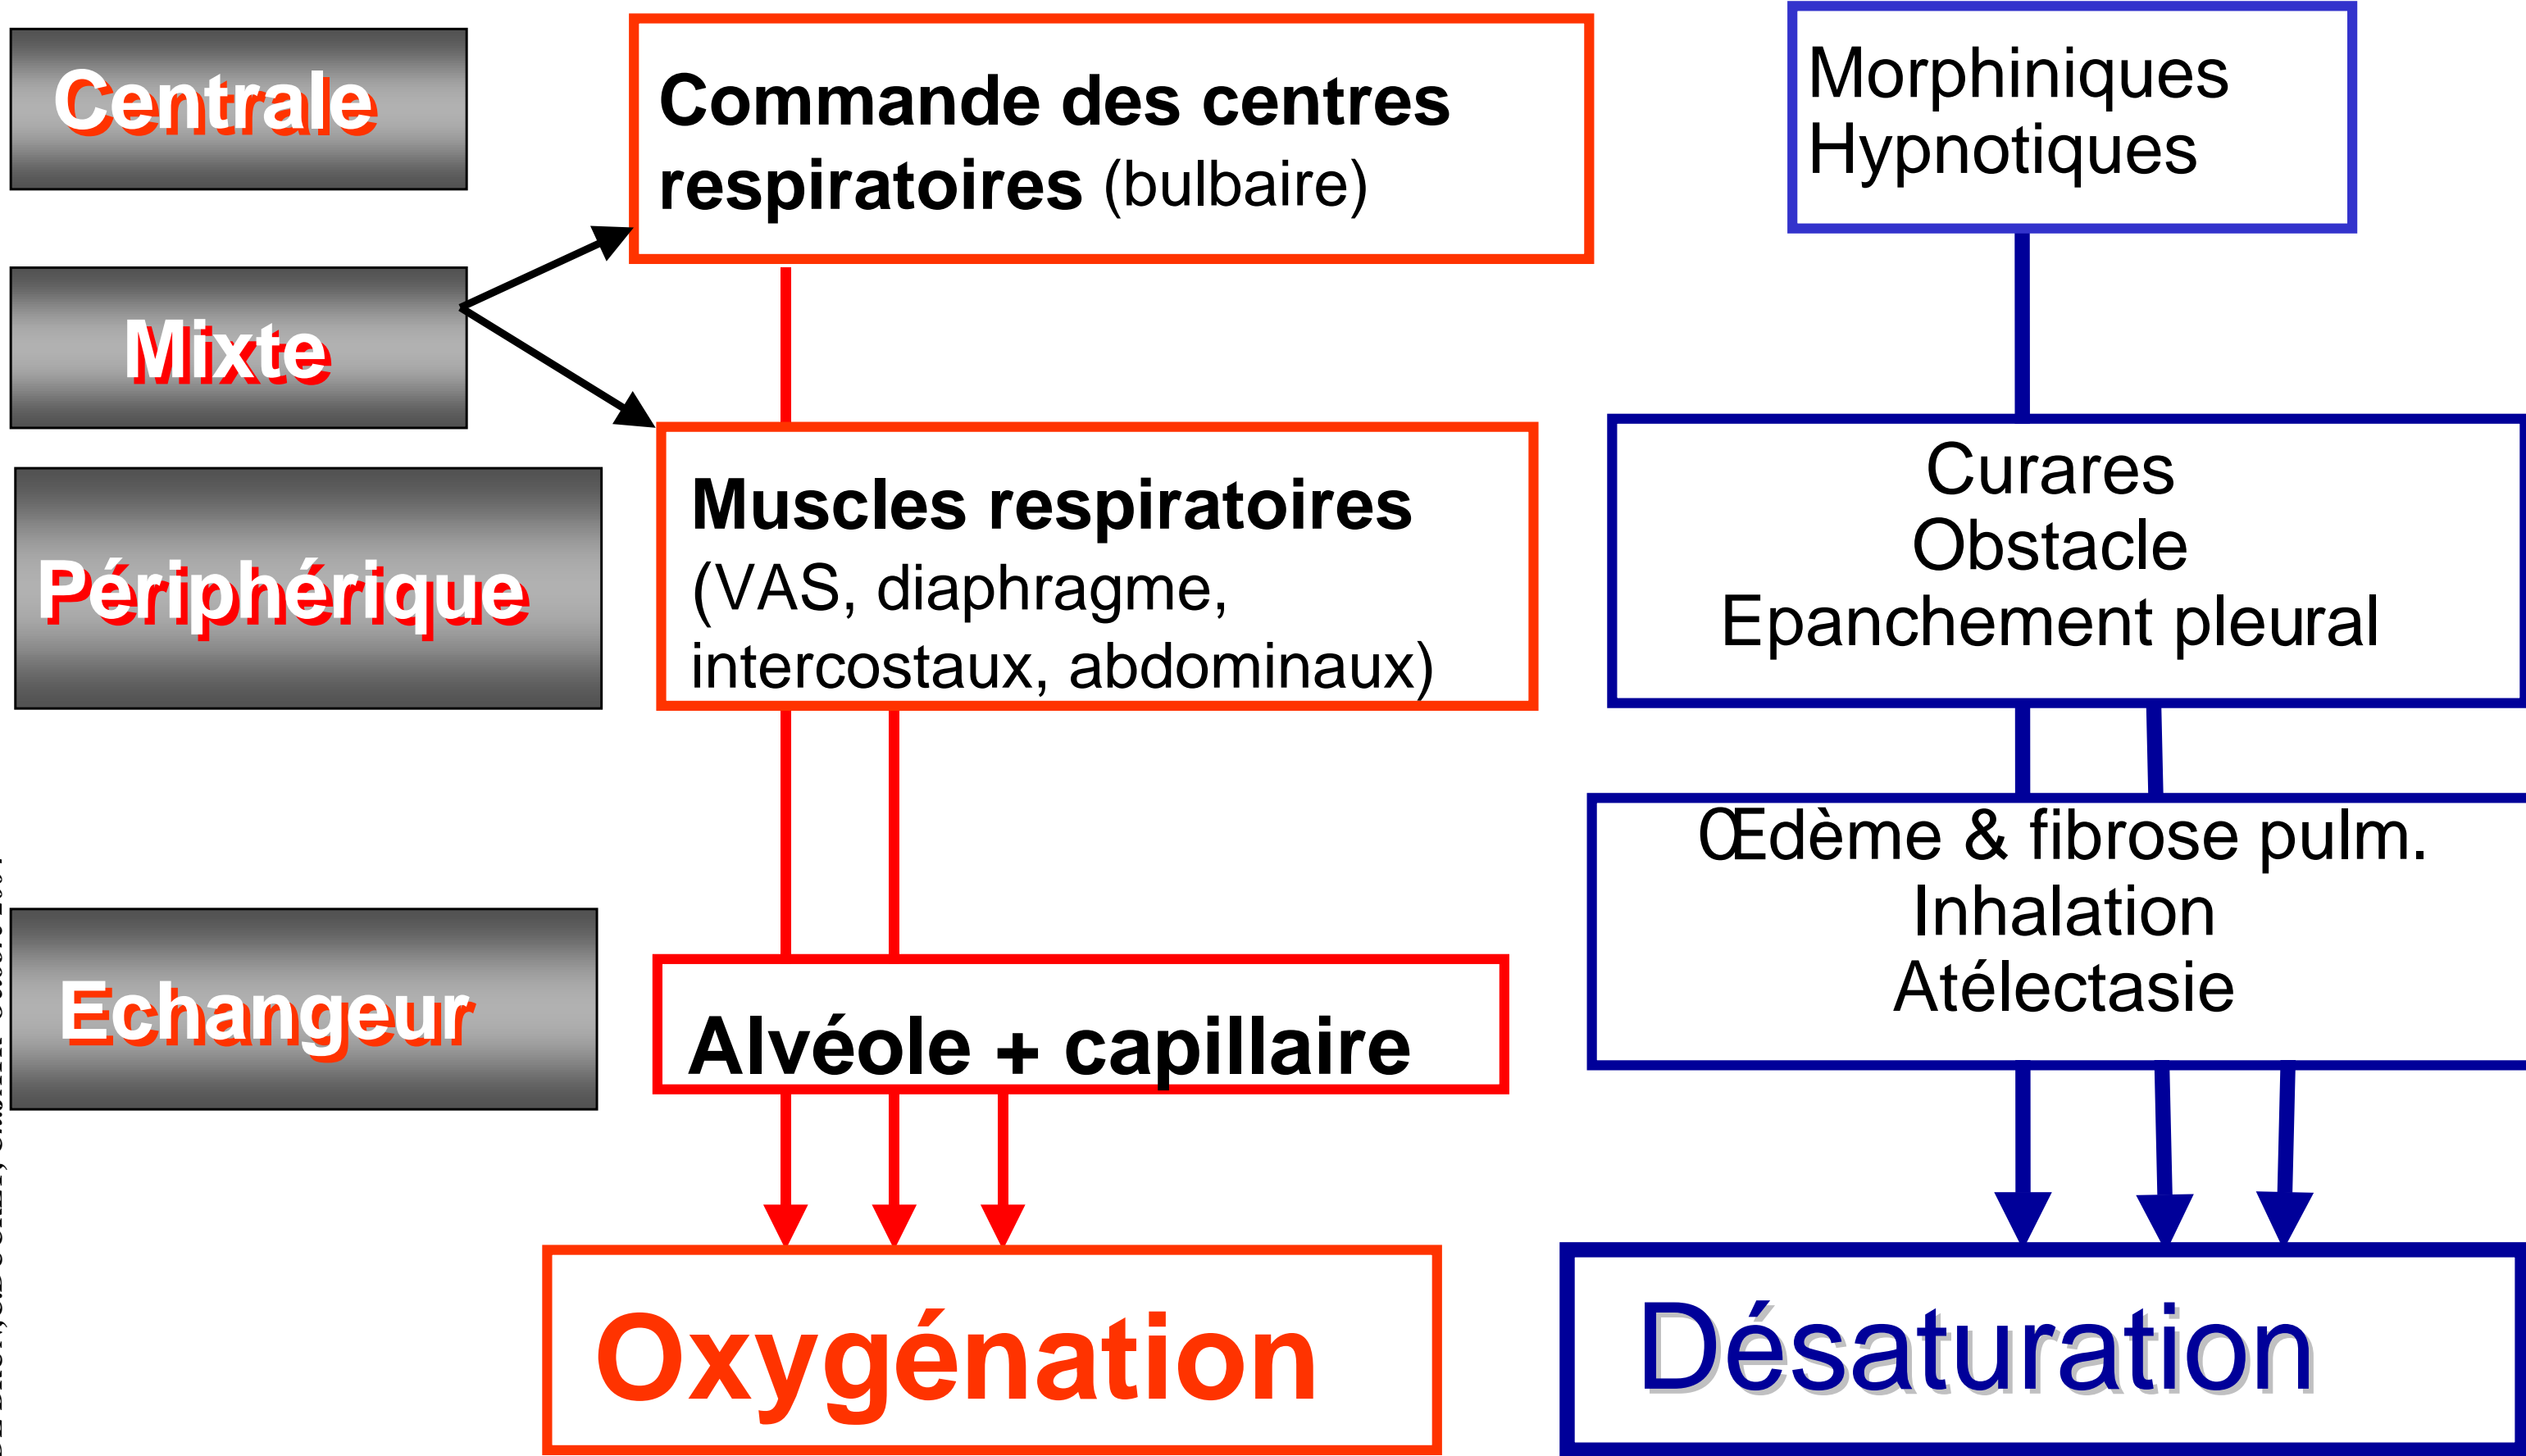 Centrale
Commande des centres
respiratoires (bulbaire)
Morphiniques
Hypnotiques
Mixte
Périphérique
Muscles respiratoires
(VAS, diaphragme,
intercostaux, abdominaux)
Curares
Obstacle
Epanchement pleural
Echangeur
Alvéole + capillaire
Œdème & fibrose pulm.
Inhalation
Atélectasie
Oxygénation
Désaturation